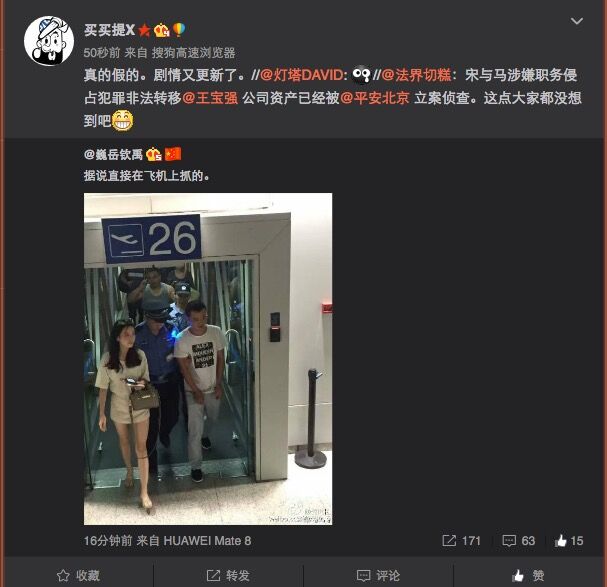 买买提X
50秒前 来自 搜狗高速浏览器
真的假的。剧情又更新了。//@灯塔DAVID: //@法界切糕：宋与马涉嫌职务侵
占犯罪非法转移@王宝强 公司资产已经被@平安北京 立案侦查。这点大家都没想
到吧
@巍岳钦禹
据说直接在飞机上抓的。
26
16分钟前 来自 HUAWEI Mate 8
171
63
15
收藏
转发
评论
赞